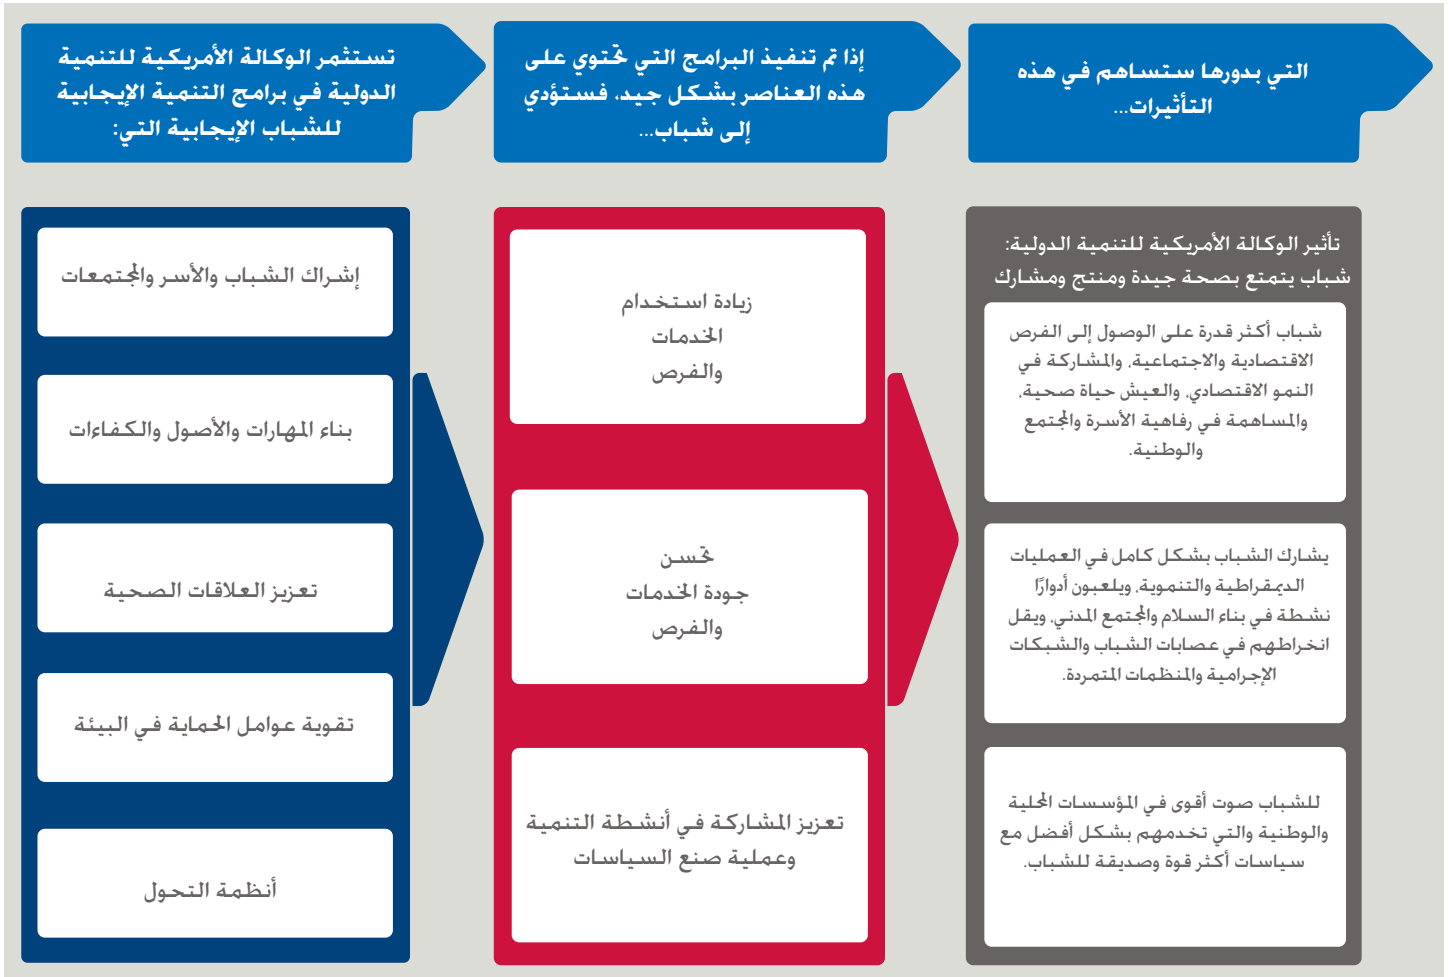 تستثمر الوكالة الأمريكية للتنمية
الدولية في برامج التنمية الإيجابية
للشباب الإيجابية التي:
إشراك الشباب والأسر والمجتمعات
بناء المهارات والأصول والكفاءات
تعزيز العلاقات الصحية
تقوية عوامل الحماية في البيئة
أنظمة التحول
إذا تم تنفيذ البرامج التي تحتوي على
هذه العناصر بشكل جيد، فستؤدي
إلى شباب...
زيادة استخدام
الخدمات
والفرص
تحسن
جودة الخدمات
والفرص
تعزيز المشاركة في أنشطة التنمية
وعملية صنع السياسات
التي بدورها ستساهم في هذه
التأثيرات...
تأثير الوكالة الأمريكية للتنمية الدولية:
شباب يتمتع بصحة جيدة ومنتج ومشارك
شباب أكثر قدرة على الوصول إلى الفرص
الاقتصادية والاجتماعية، والمشاركة في
النمو الاقتصادي، والعيش حياة صحية،
والمساهمة في رفاهية الأسرة والمجتمع
والوطنية.
يشارك الشباب بشكل كامل في العمليات
الديمقراطية والتنموية، ويلعبون أدوارًا
نشطة في بناء السلام والمجتمع المدني، ويقل
انخراطهم في عصابات الشباب والشبكات
الإجرامية والمنظمات المتمردة.
للشباب صوت أقوى في المؤسسات المحلية
والوطنية والتي تخدمهم بشكل أفضل مع
سياسات أكثر قوة وصديقة للشباب.